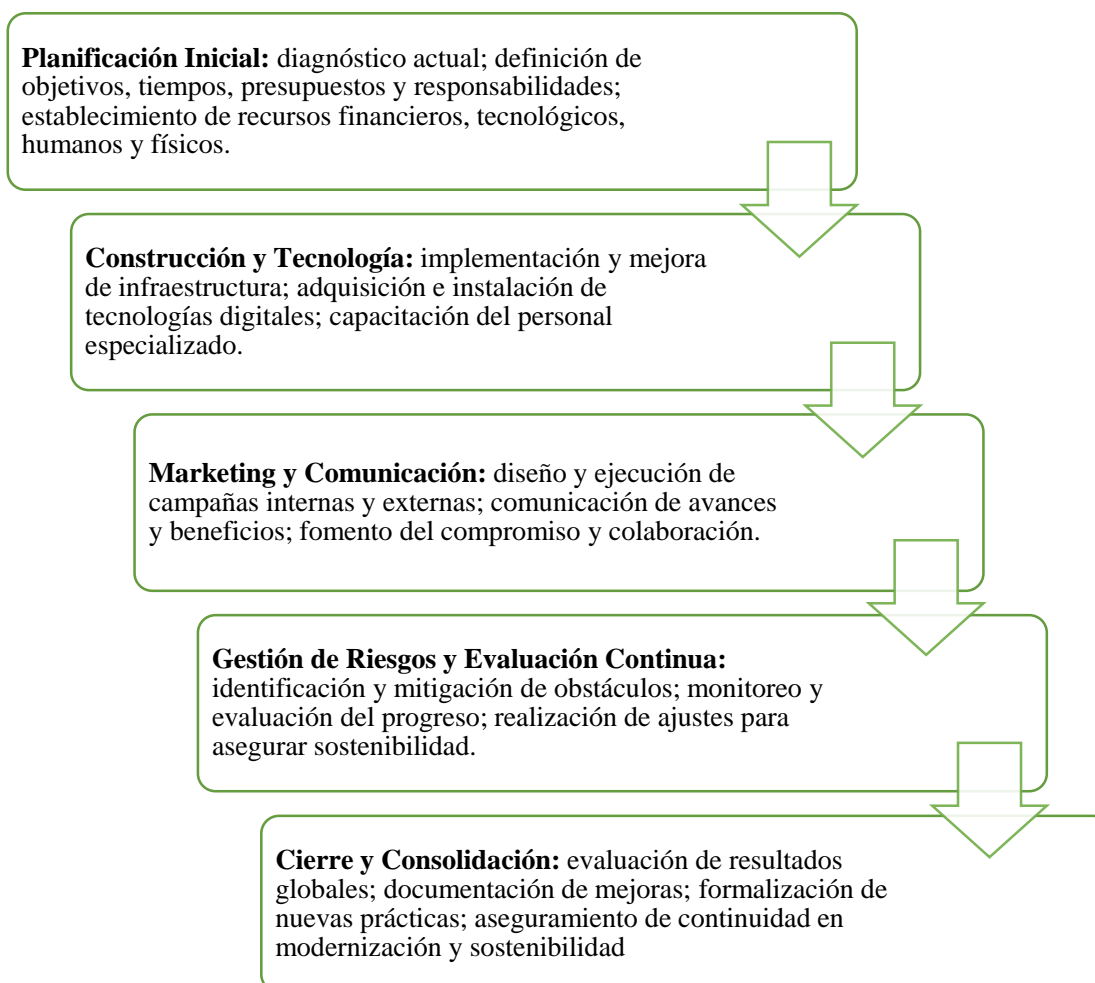 Planificación Inicial: diagnóstico actual; definición de
objetivos, tiempos, presupuestos y responsabilidades;
establecimiento de recursos financieros, tecnológicos,
humanos y físicos.
Construcción y Tecnología: implementación y mejora
de infraestructura; adquisición e instalación de
tecnologías digitales; capacitación del personal
especializado.
Marketing y Comunicación: diseño y ejecución de
campañas internas y externas; comunicación de avances
y beneficios; fomento del compromiso y colaboración.
Gestión de Riesgos y Evaluación Continua:
identificación y mitigación de obstáculos; monitoreo y
evaluación del progreso; realización de ajustes para
asegurar sostenibilidad.
Cierre y Consolidación: evaluación de resultados
globales; documentación de mejoras; formalización de
nuevas prácticas; aseguramiento de continuidad en
modernización y sostenibilidad